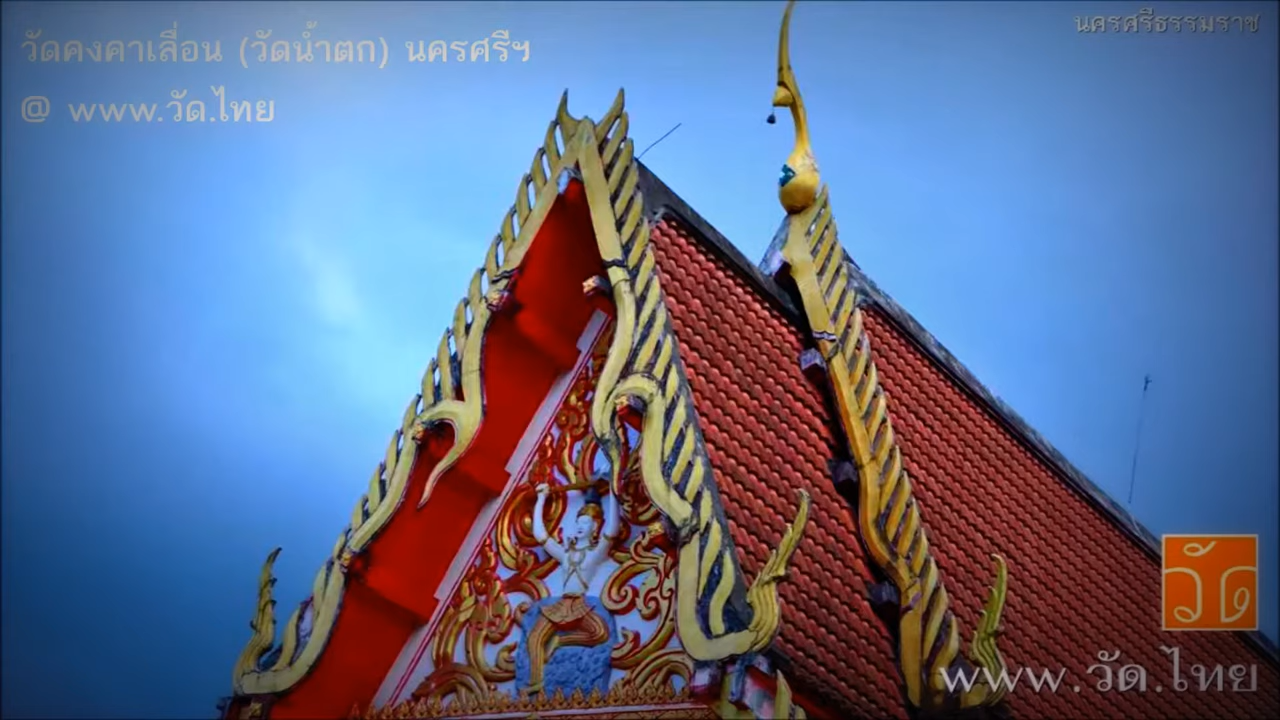 วัดคงคาเลื่อน (วัดน้ำตก) นครศรีฯ
@ www.วัด.ไทย
นครศรีธรรมราช
วัด
www.วัด.ไทย